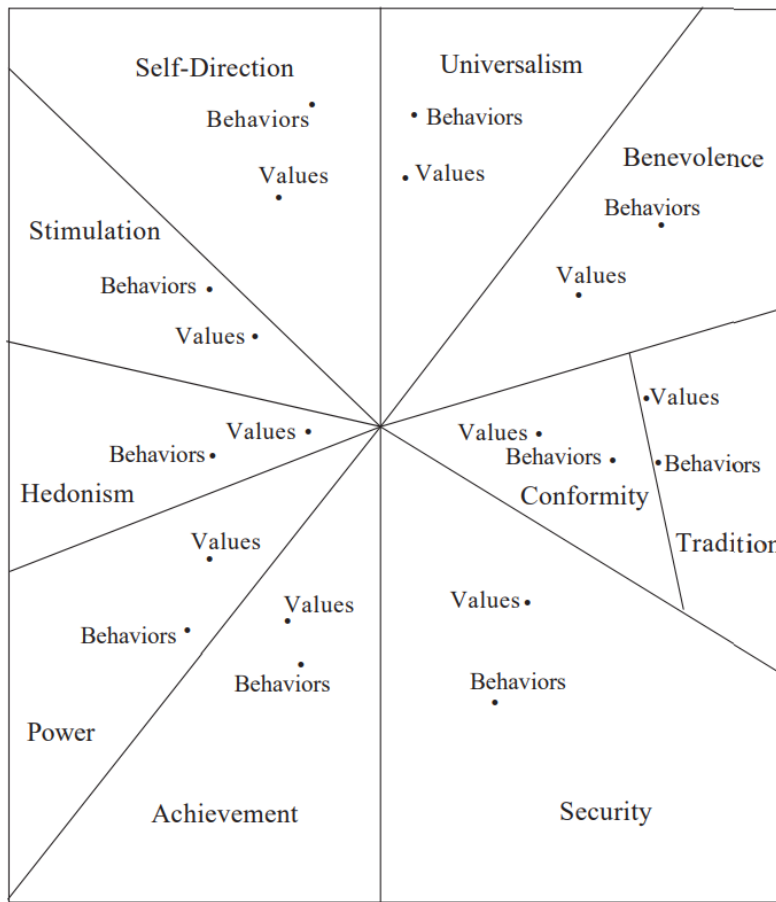 Self-Direction
Behaviors
Values
Universalism
Behaviors
Values
Benevolence
Behaviors
Values
Stimulation
Behaviors
Values
Values
Behaviors
Hedonism
Values
Behaviors
Conformity
Values
Behaviors
Tradition
Values
Behaviors
Power
Values
Behaviors
Achievement
Values
Behaviors
Security